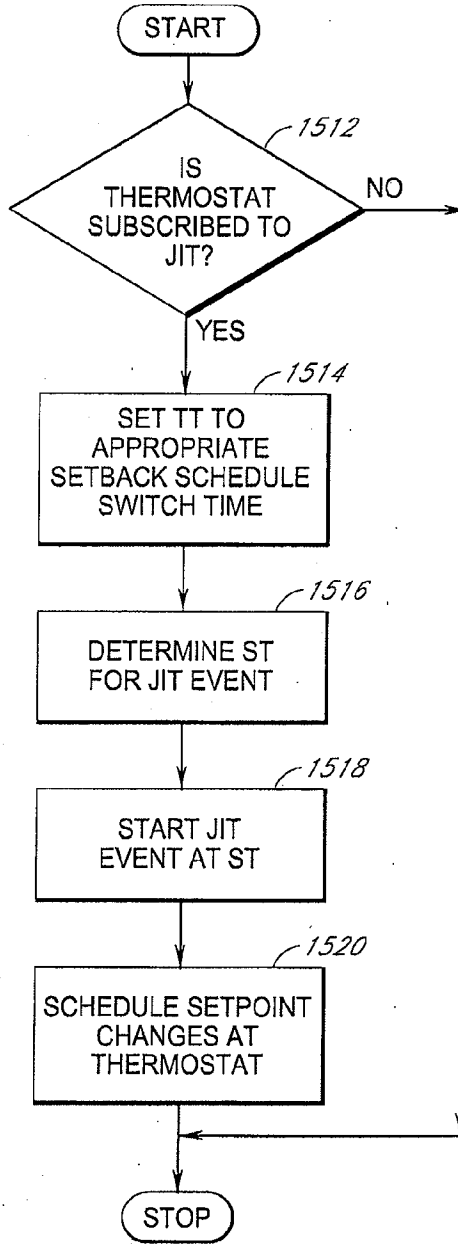 START
1512
IS
THERMOSTAT
SUBSCRIBED TO
JIT?
NO
YES
1514
SET TT TO
APPROPRIATE
SETBACK SCHEDULE
SWITCH TIME
1516
DETERMINE ST
FOR JIT EVENT
1518
START JIT
EVENT AT ST
1520
SCHEDULE SETPOINT
CHANGES AT
THERMOSTAT
STOP